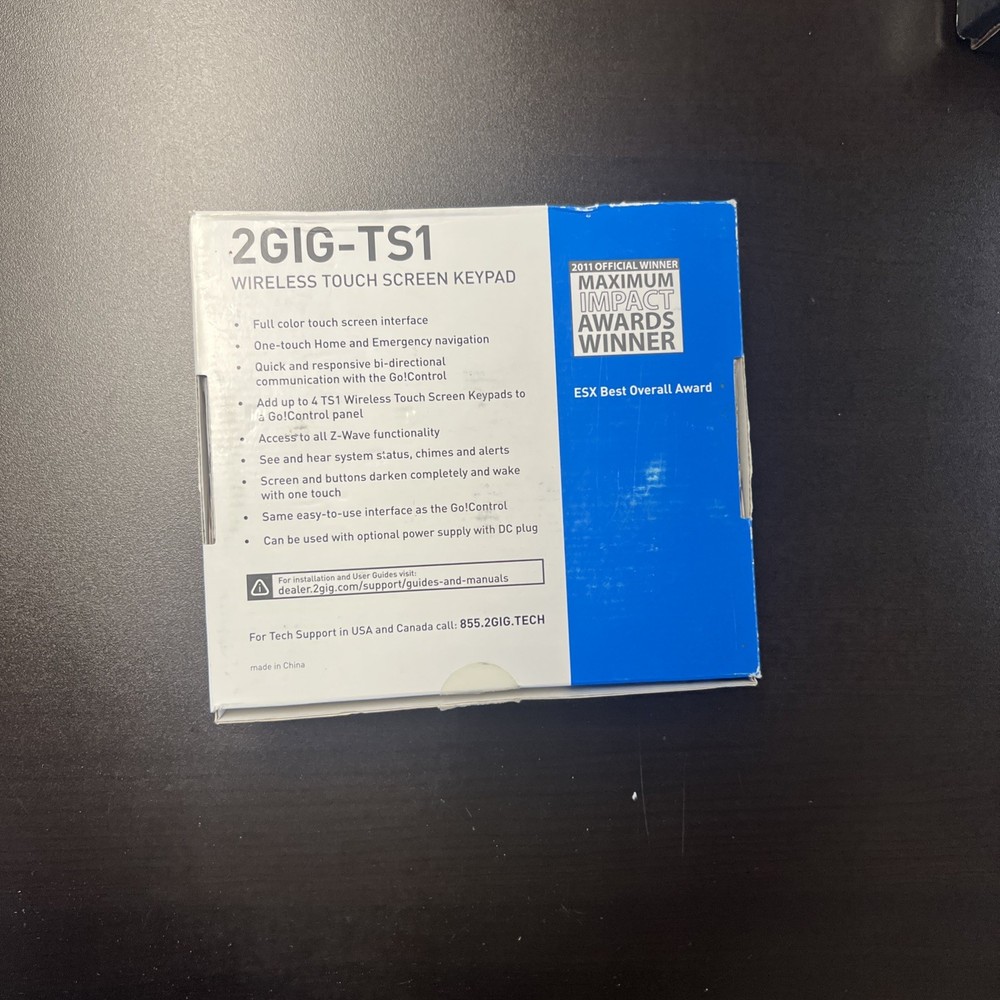 2GIG-TS1
WIRELESS TOUCH SCREEN KEYPAD
• Full color touch screen interface
• One-touch Home and Emergency navigation
• Quick and responsive bi-directional
communication with the Go!Control
• Add up to 4 TS1 Wireless Touch Screen Keypads to
a Go!Control panel
• Access to all Z-Wave functionality
• See and hear system status, chimes and alerts
• Screen and buttons darken completely and wake
with one touch
• Same easy-to-use interface as the Go!Control
• Can be used with optional power supply with DC plug
For installation and User Guides visit:
dealer.2gig.com/support/guides-and-manuals
For Tech Support in USA and Canada call: 855.2GIG.TECH
made in China
2011 OFFICIAL WINNER
MAXIMUM
IMPACT
AWARDS
WINNER
ESX Best Overall Award